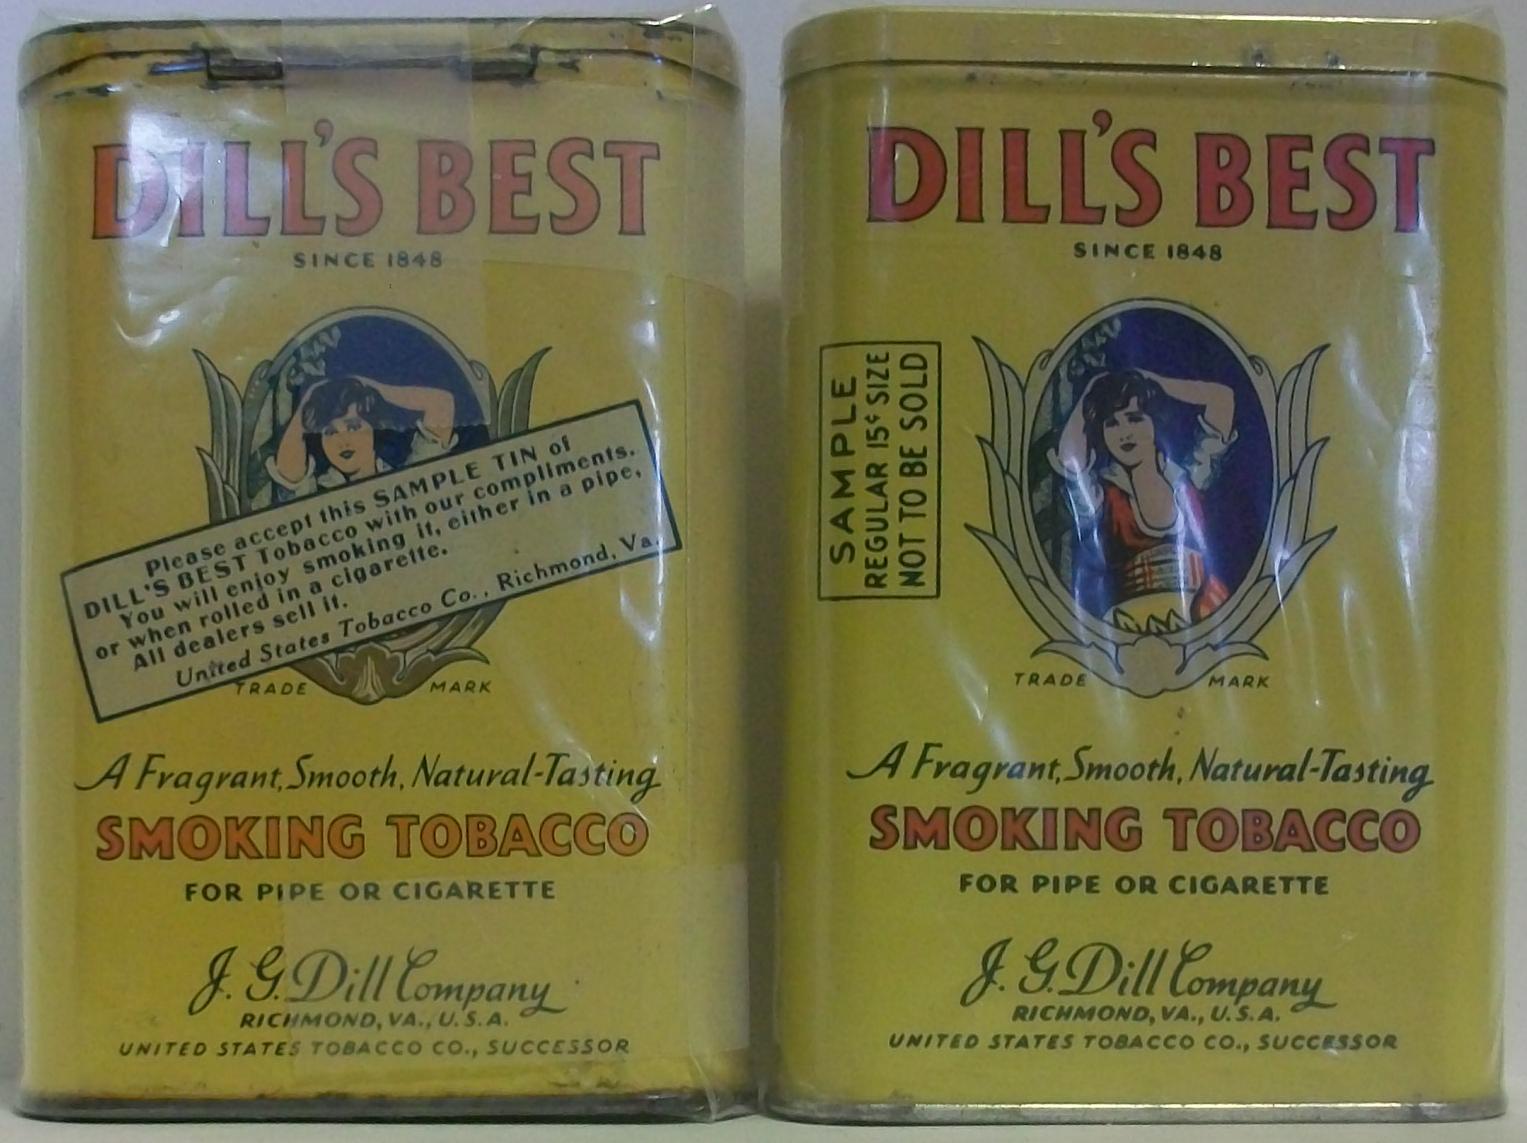 DILL'S BEST
SINCE 1848
Please accept this SAMPLE TIN of
DILL'S BEST Tobacco with our compliments.
You will enjoy smoking it, either in a pipe,
or when rolled in a cigarette.
All dealers sell it.
United States Tobacco Co., Richmond, Va.
TRADE MARK
A Fragrant, Smooth, Natural-Tasting
SMOKING TOBACCO
FOR PIPE OR CIGARETTE
J. G. Dill Company
RICHMOND, VA., U.S.A.
UNITED STATES TOBACCO CO., SUCCESSOR
DILL'S BEST
SINCE 1848
SAMPLE
REGULAR 15¢ SIZE
NOT TO BE SOLD
TRADE MARK
A Fragrant, Smooth, Natural-Tasting
SMOKING TOBACCO
FOR PIPE OR CIGARETTE
J. G. Dill Company
RICHMOND, VA., U.S.A.
UNITED STATES TOBACCO CO., SUCCESSOR